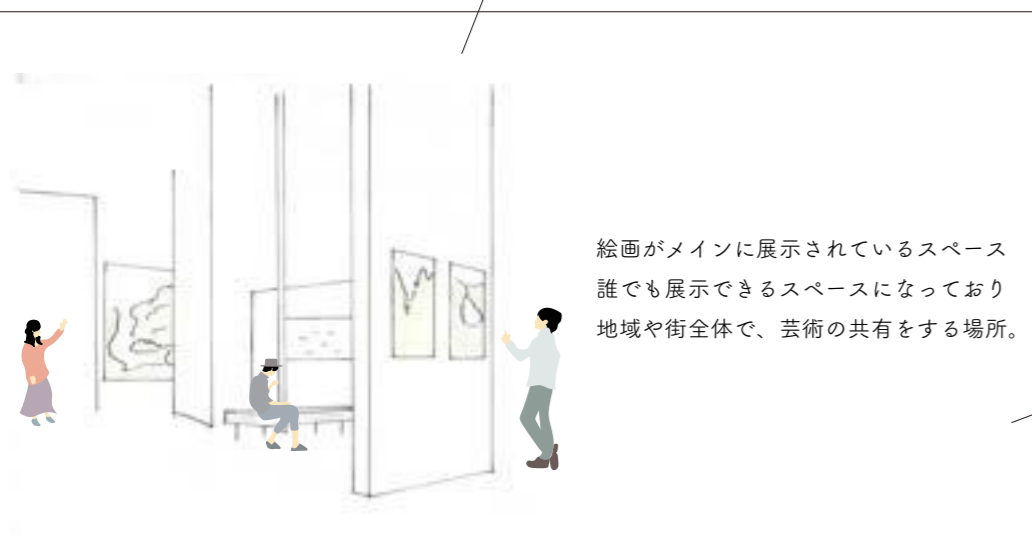 絵画がメインに展示されているスペース
誰でも展示できるスペースになっており
地域や街全体で、芸術の共有をする場所。